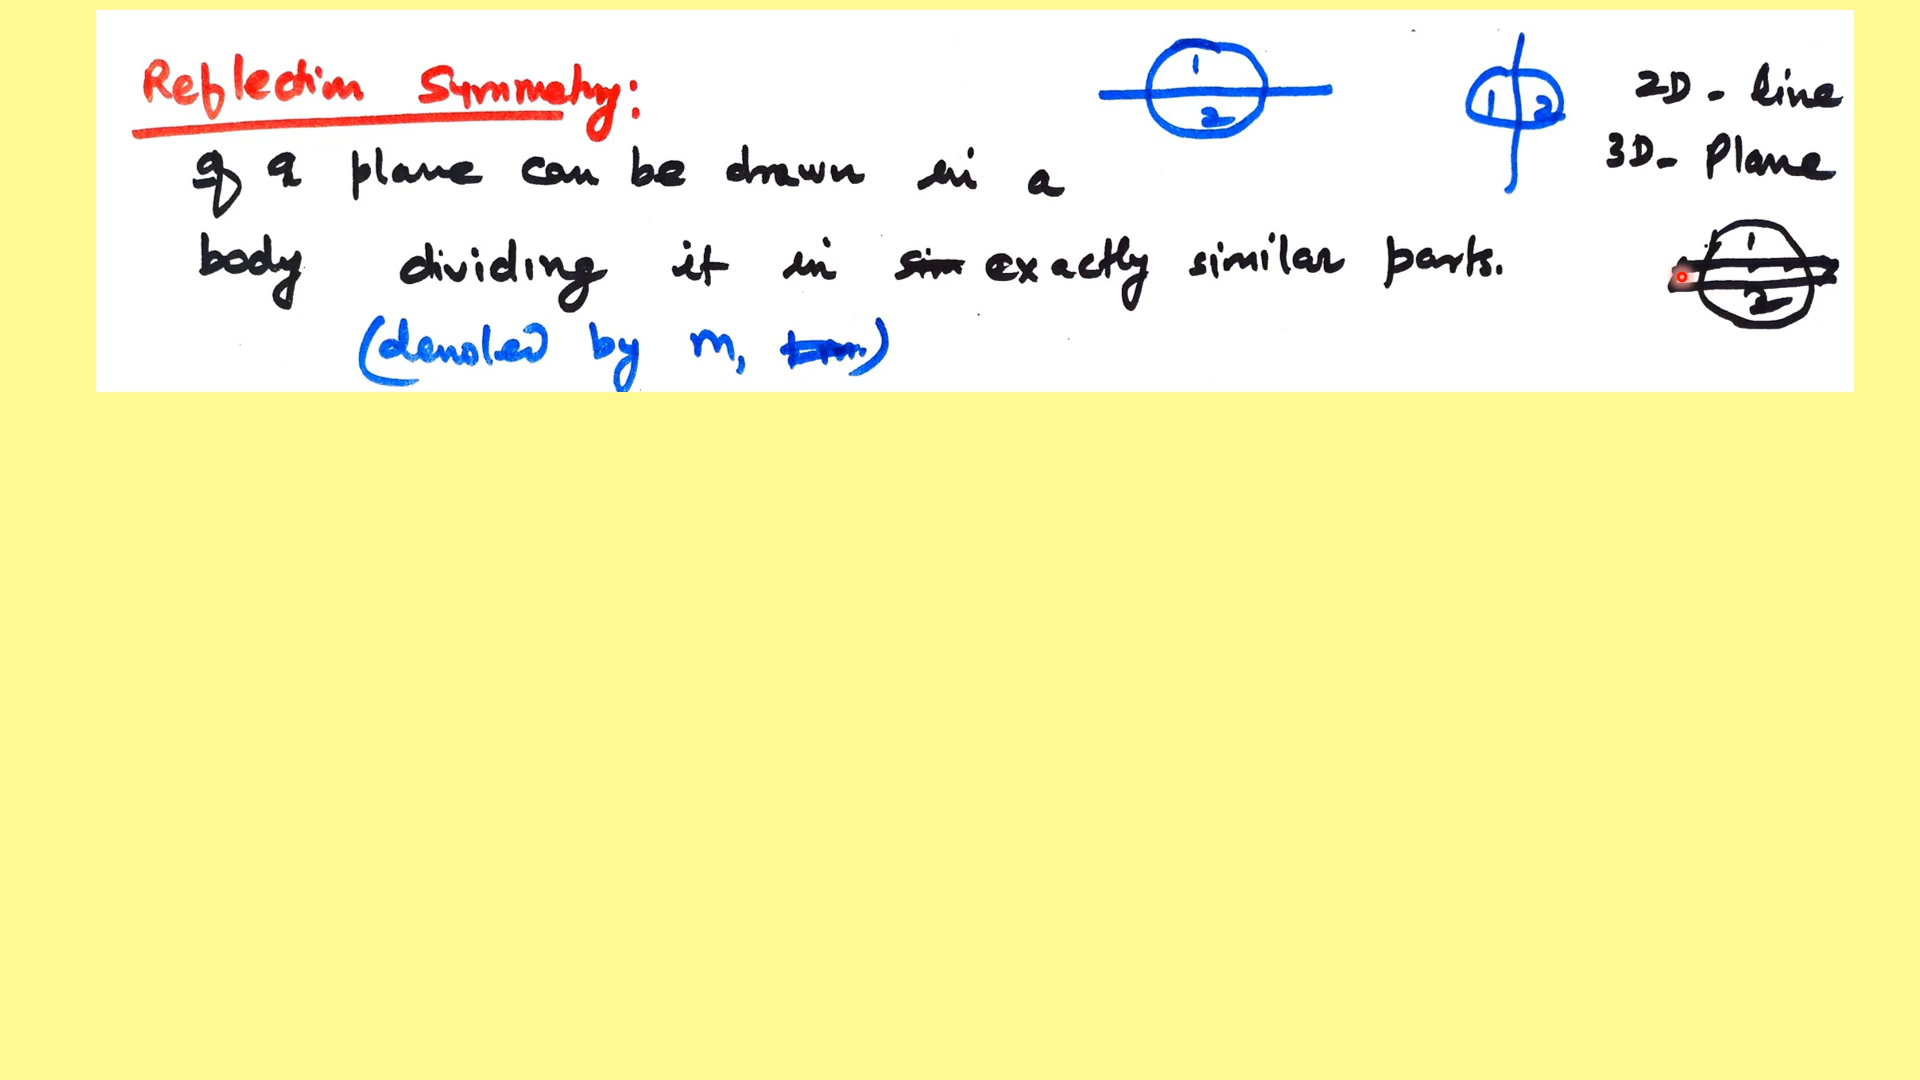 Reflection Symmetry:
If a plane can be drawn in a
body dividing it in exactly similar parts.
(denoted by m,)
1
2
1 2
2D - line
3D - Plane
1
2